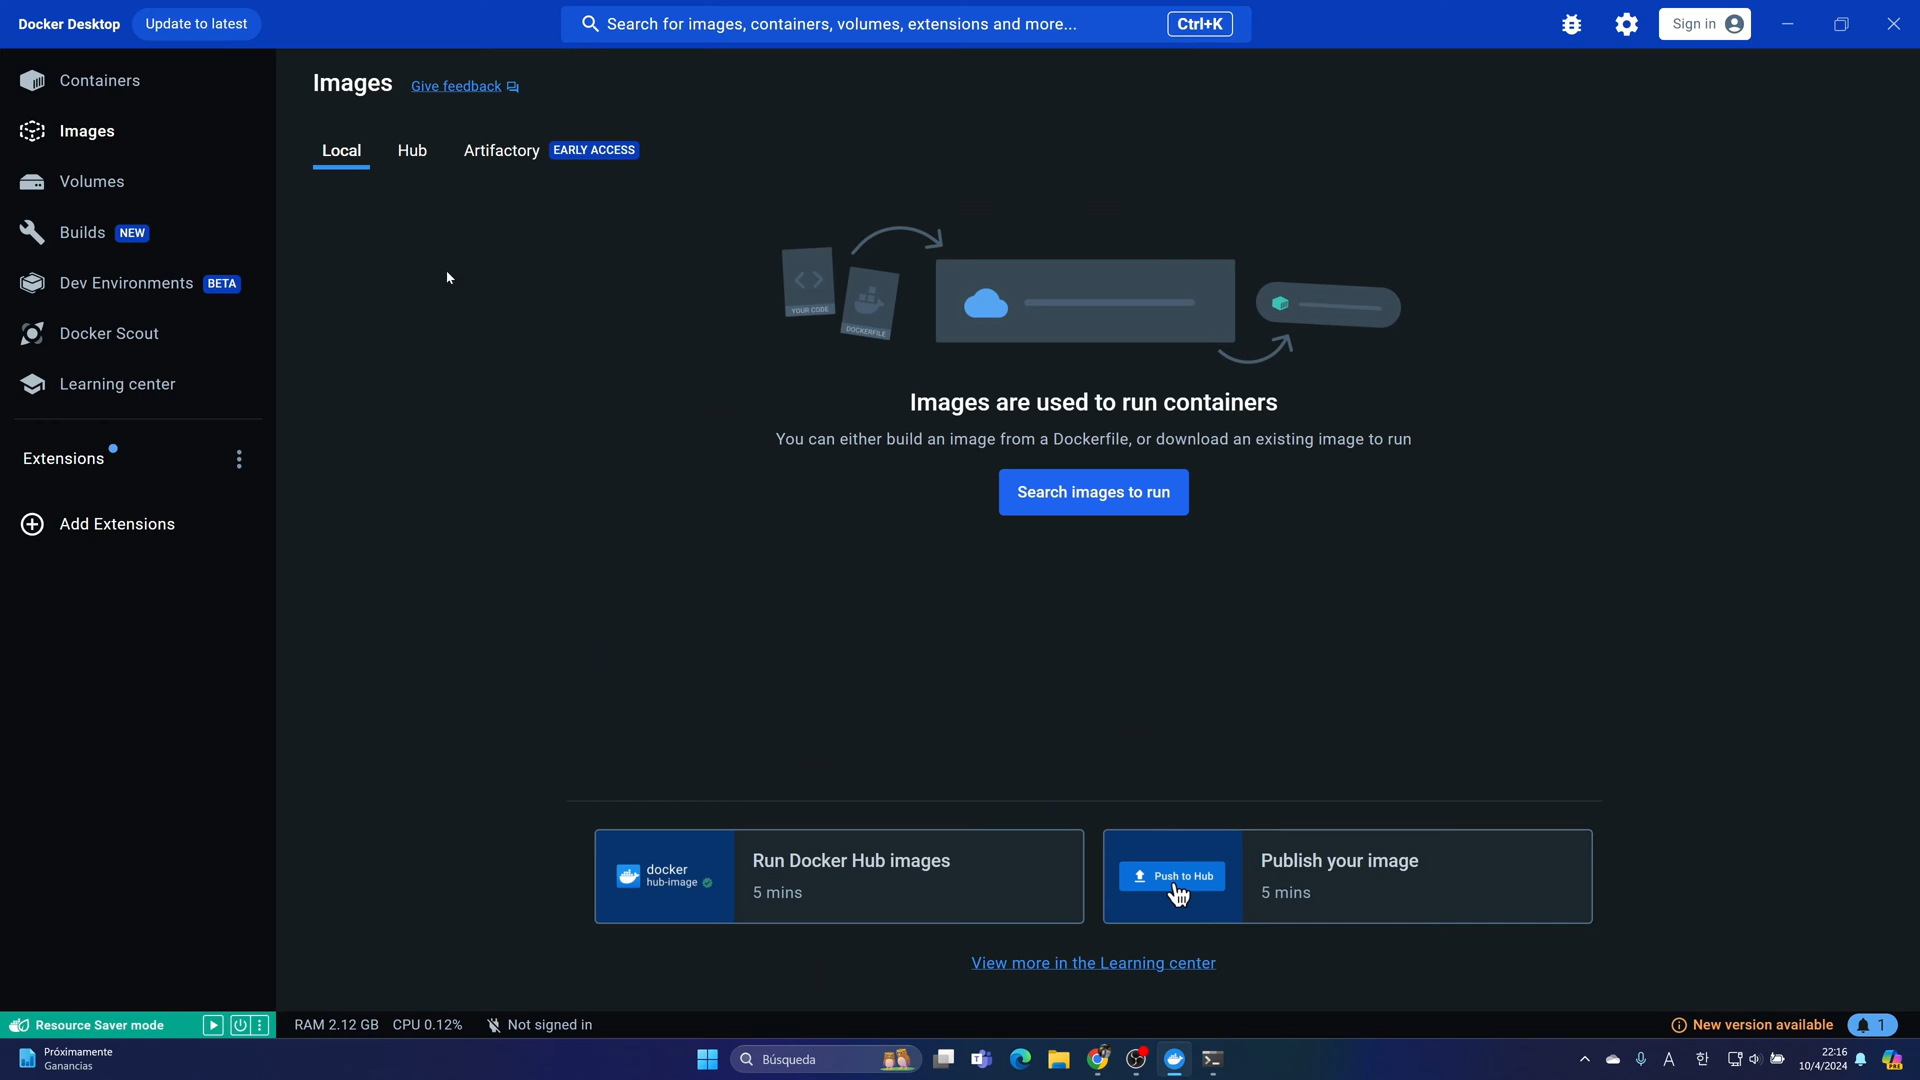 Docker Desktop
Update to latest
Search for images, containers, volumes, extensions and more...
Ctrl+K
Sign in
Containers
Images
Volumes
Builds NEW
Dev Environments BETA
Docker Scout
Learning center
Extensions
Add Extensions
Images
Give feedback
Local
Hub
Artifactory EARLY ACCESS
YOUR CODE
DOCKERFILE
Images are used to run containers
You can either build an image from a Dockerfile, or download an existing image to run
Search images to run
docker
hub-image
Run Docker Hub images
5 mins
Push to Hub
Publish your image
5 mins
View more in the Learning center
Resource Saver mode
RAM 2.12 GB
CPU 0.12%
Not signed in
New version available
1
Próximamente
Ganancias
Búsqueda
A
한
22:16
10/4/2024
PRE